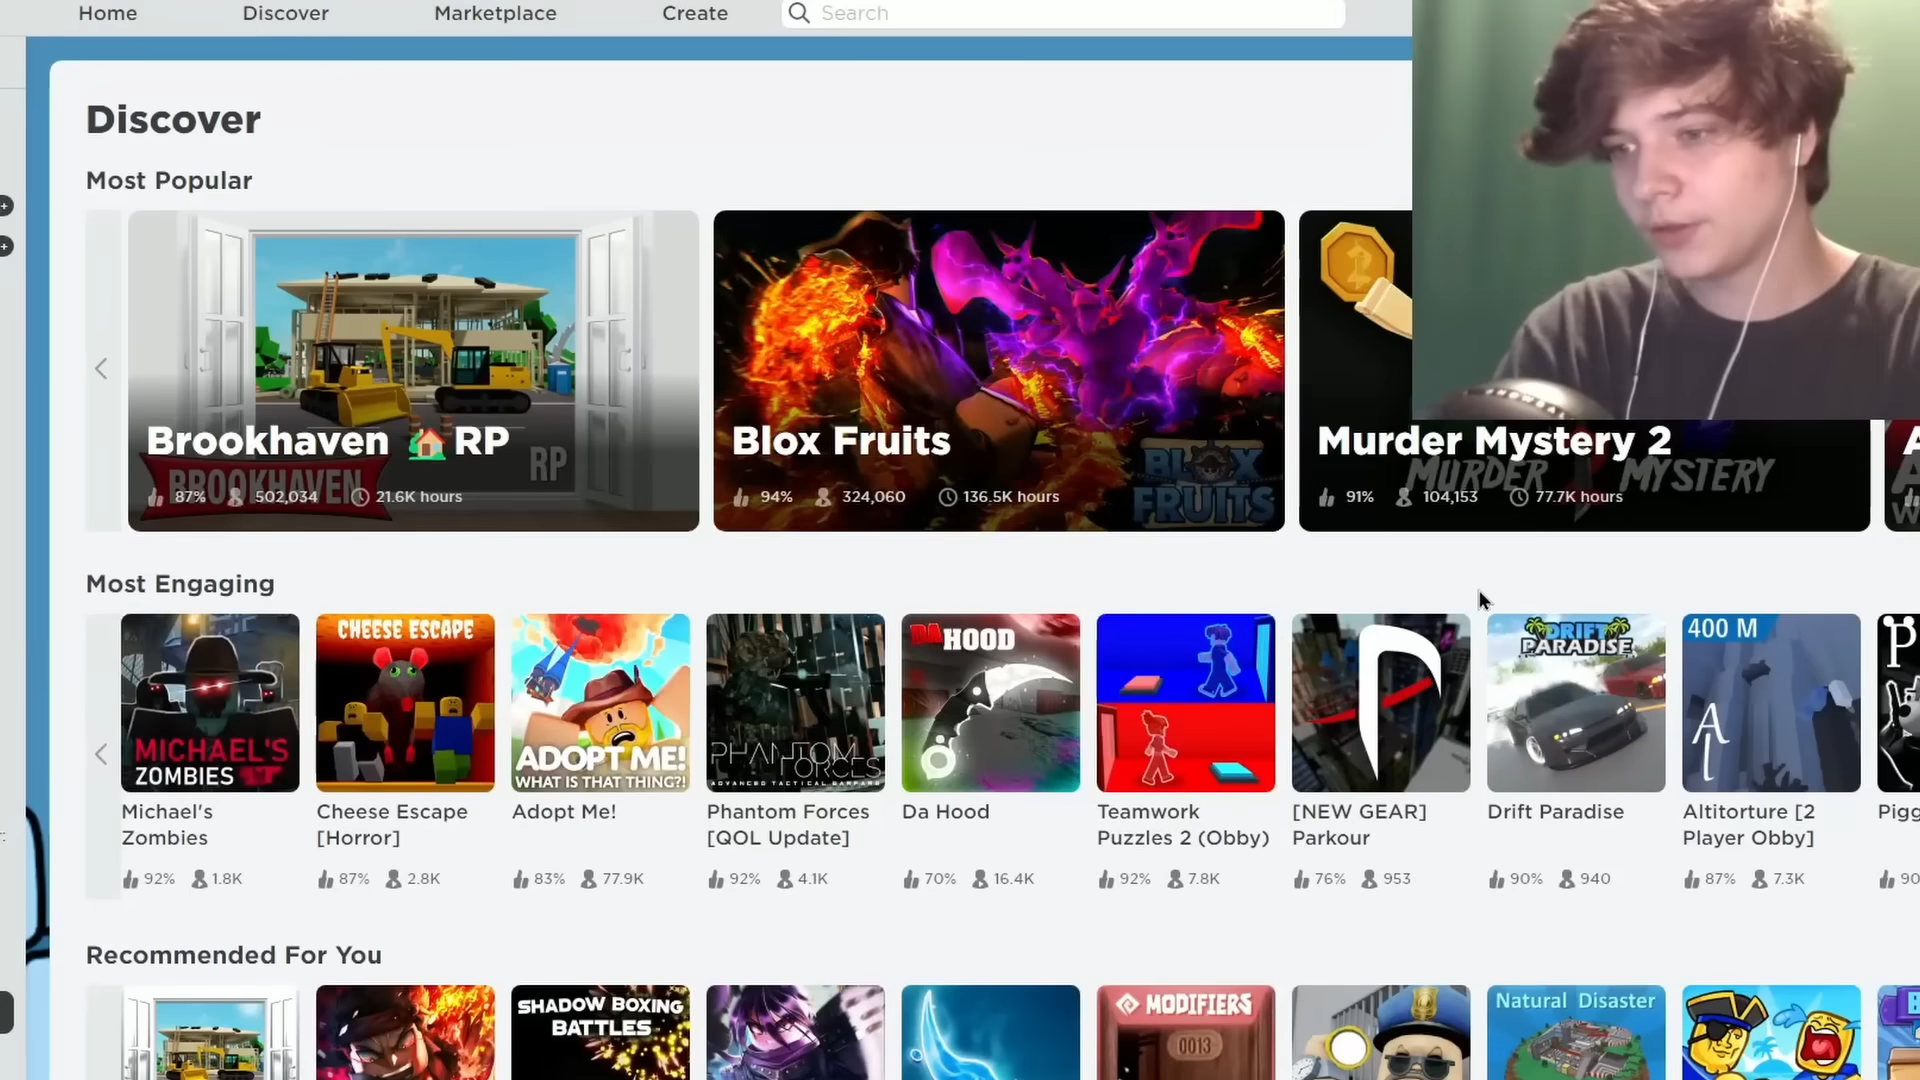 Home Discover Marketplace Create Search
Discover
Most Popular
Brookhaven RP
BROOKHAVEN RP
87% 502,034 21.6K hours
Blox Fruits
BLOX
FRUITS
94% 324,060 136.5K hours
Murder Mystery 2
MURDER MYSTERY
91% 104,153 77.7K hours
Most Engaging
MICHAEL'S
ZOMBIES
CHEESE ESCAPE
ADOPT ME!
WHAT IS THAT THING?!
PHANTOM
FORCES
ADVANCED TACTICAL WARFARE
DA HOOD
DRIFT
PARADISE
400 M
A
Michael's
Zombies
92% 1.8K
Cheese Escape
[Horror]
87% 2.8K
Adopt Me!
83% 77.9K
Phantom Forces
[QOL Update]
92% 4.1K
Da Hood
70% 16.4K
Teamwork
Puzzles 2 (Obby)
92% 7.8K
[NEW GEAR]
Parkour
76% 953
Drift Paradise
90% 940
Altitorture [2
Player Obby]
87% 7.3K
Pigg
90
Recommended For You
SHADOW BOXING
BATTLES
MODIFIERS
0013
Natural Disaster